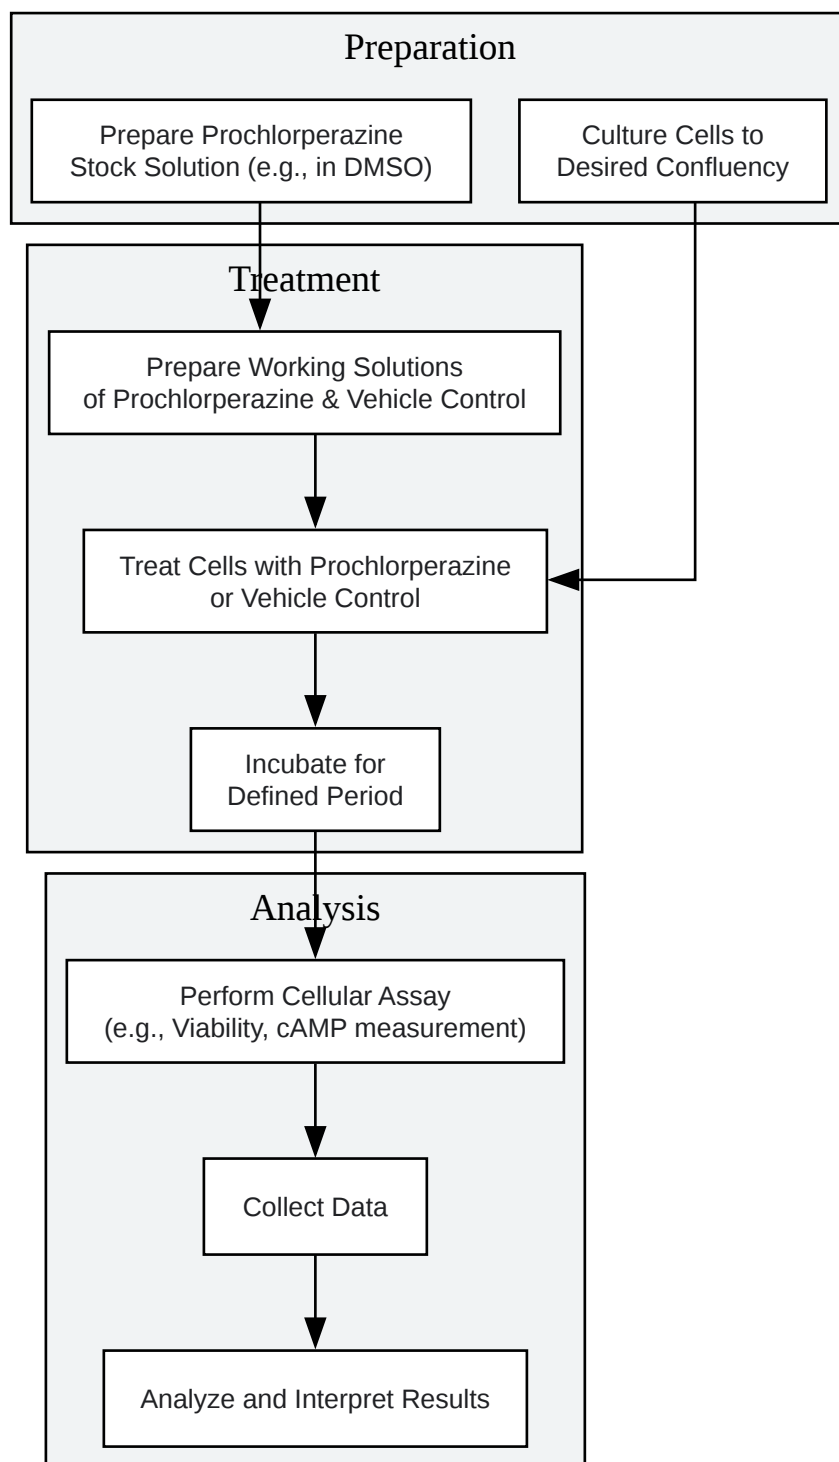 Preparation
Prepare Prochlorperazine
Stock Solution (e.g., in DMSO)
Culture Cells to
Desired Confluency
Treatment
Prepare Working Solutions
of Prochlorperazine & Vehicle Control
Treat Cells with Prochlorperazine
or Vehicle Control
Incubate for
Defined Period
Analysis
Perform Cellular Assay
(e.g., Viability, cAMP measurement)
Collect Data
Analyze and Interpret Results